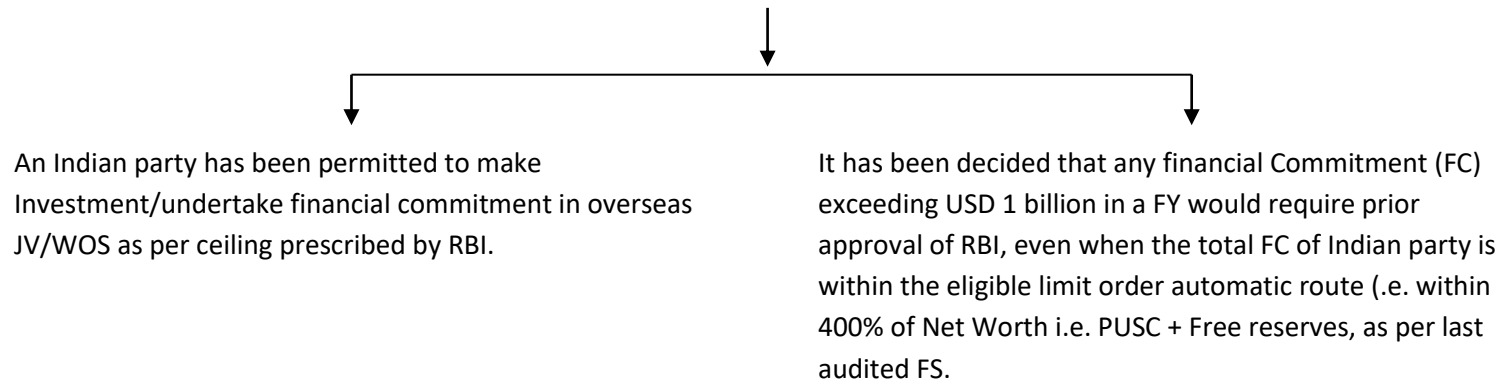 An Indian party has been permitted to make
Investment/undertake financial commitment in overseas
JV/WOS as per ceiling prescribed by RBI.
It has been decided that any financial Commitment (FC)
exceeding USD 1 billion in a FY would require prior
approval of RBI, even when the total FC of Indian party is
within the eligible limit order automatic route (.e. within
400% of Net Worth i.e. PUSC + Free reserves, as per last
audited FS.